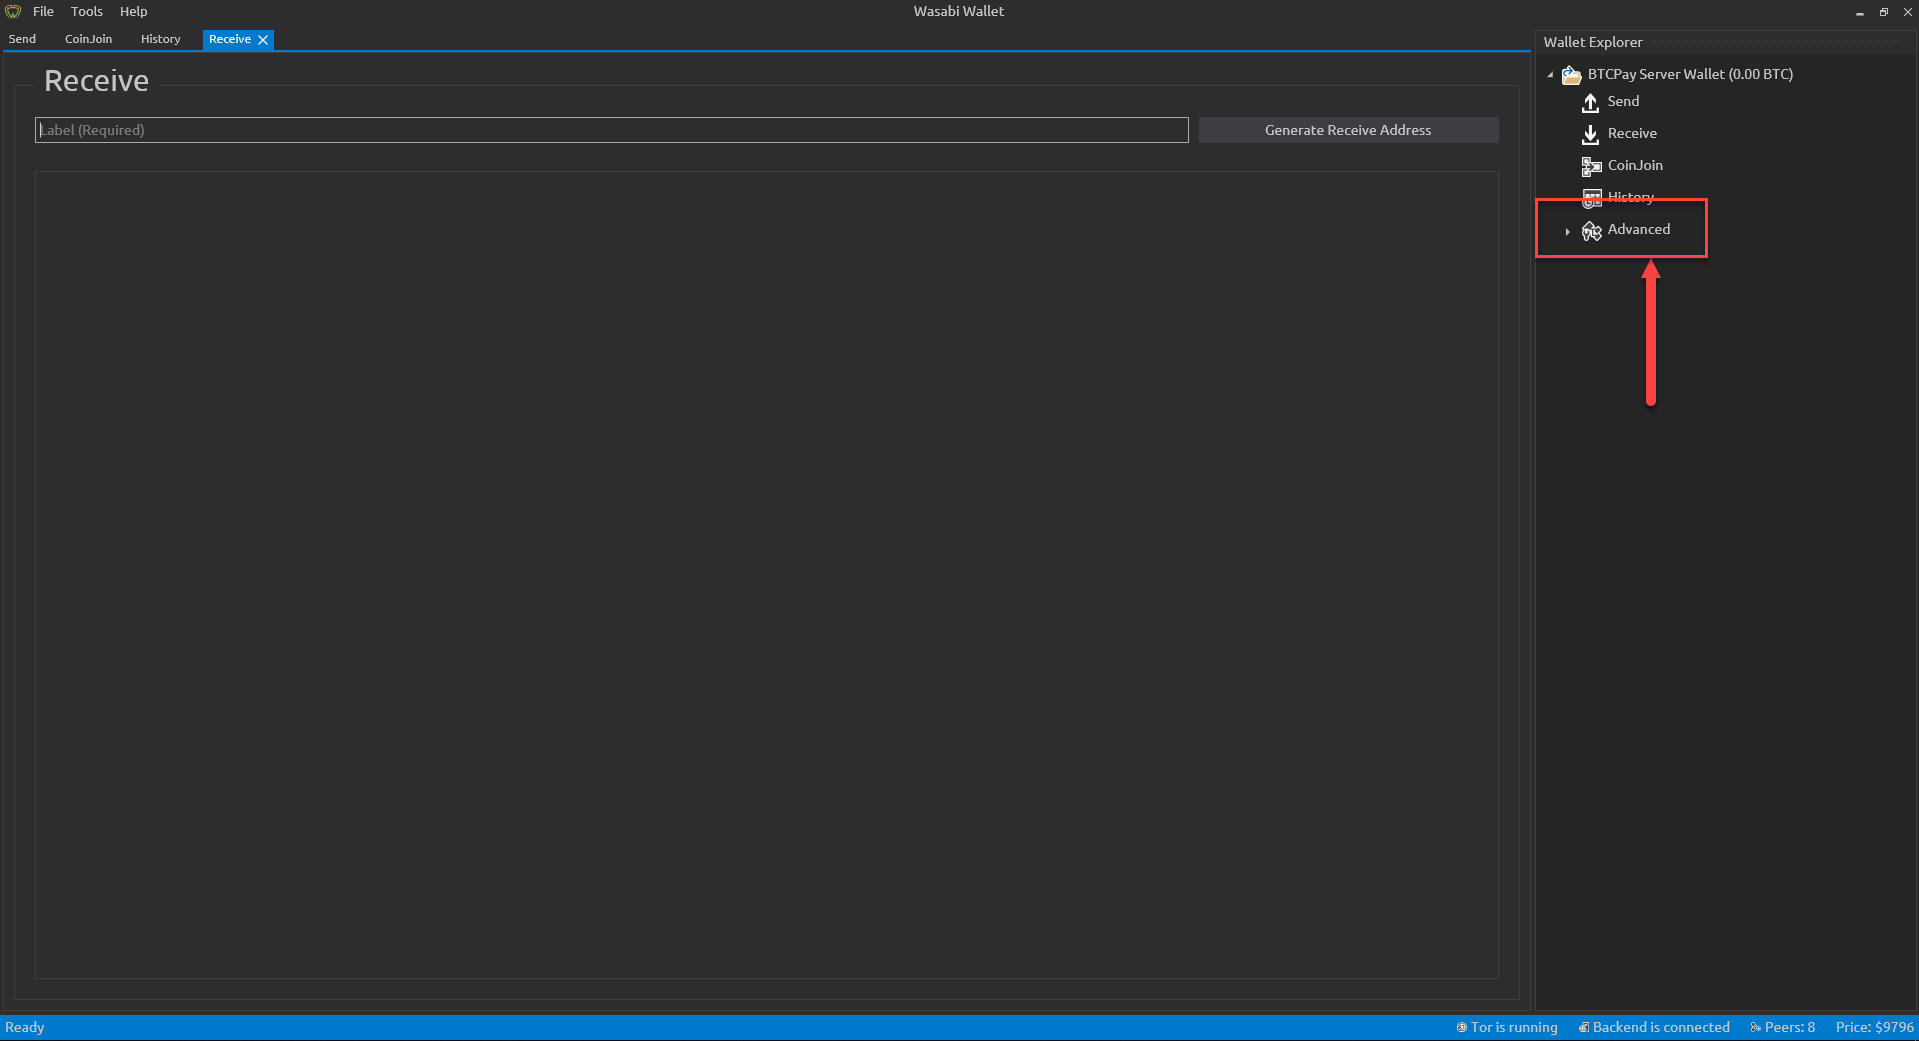 File Tools Help
Wasabi Wallet
Send CoinJoin History Receive
Receive
Label (Required)
Generate Receive Address
Wallet Explorer
BTCPay Server Wallet (0.00 BTC)
Send
Receive
CoinJoin
History
Advanced
Ready
Tor is running Backend is connected Peers: 8 Price: $9796